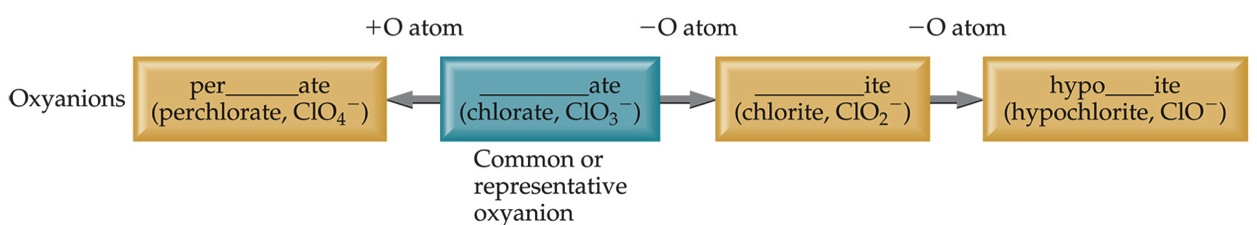 +O atom −O atom −O atom
Oxyanions per______ate _________ate _________ite hypo____ite
(perchlorate, ClO₄⁻) (chlorate, ClO₃⁻) (chlorite, ClO₂⁻) (hypochlorite, ClO⁻)
Common or
representative
oxyanion